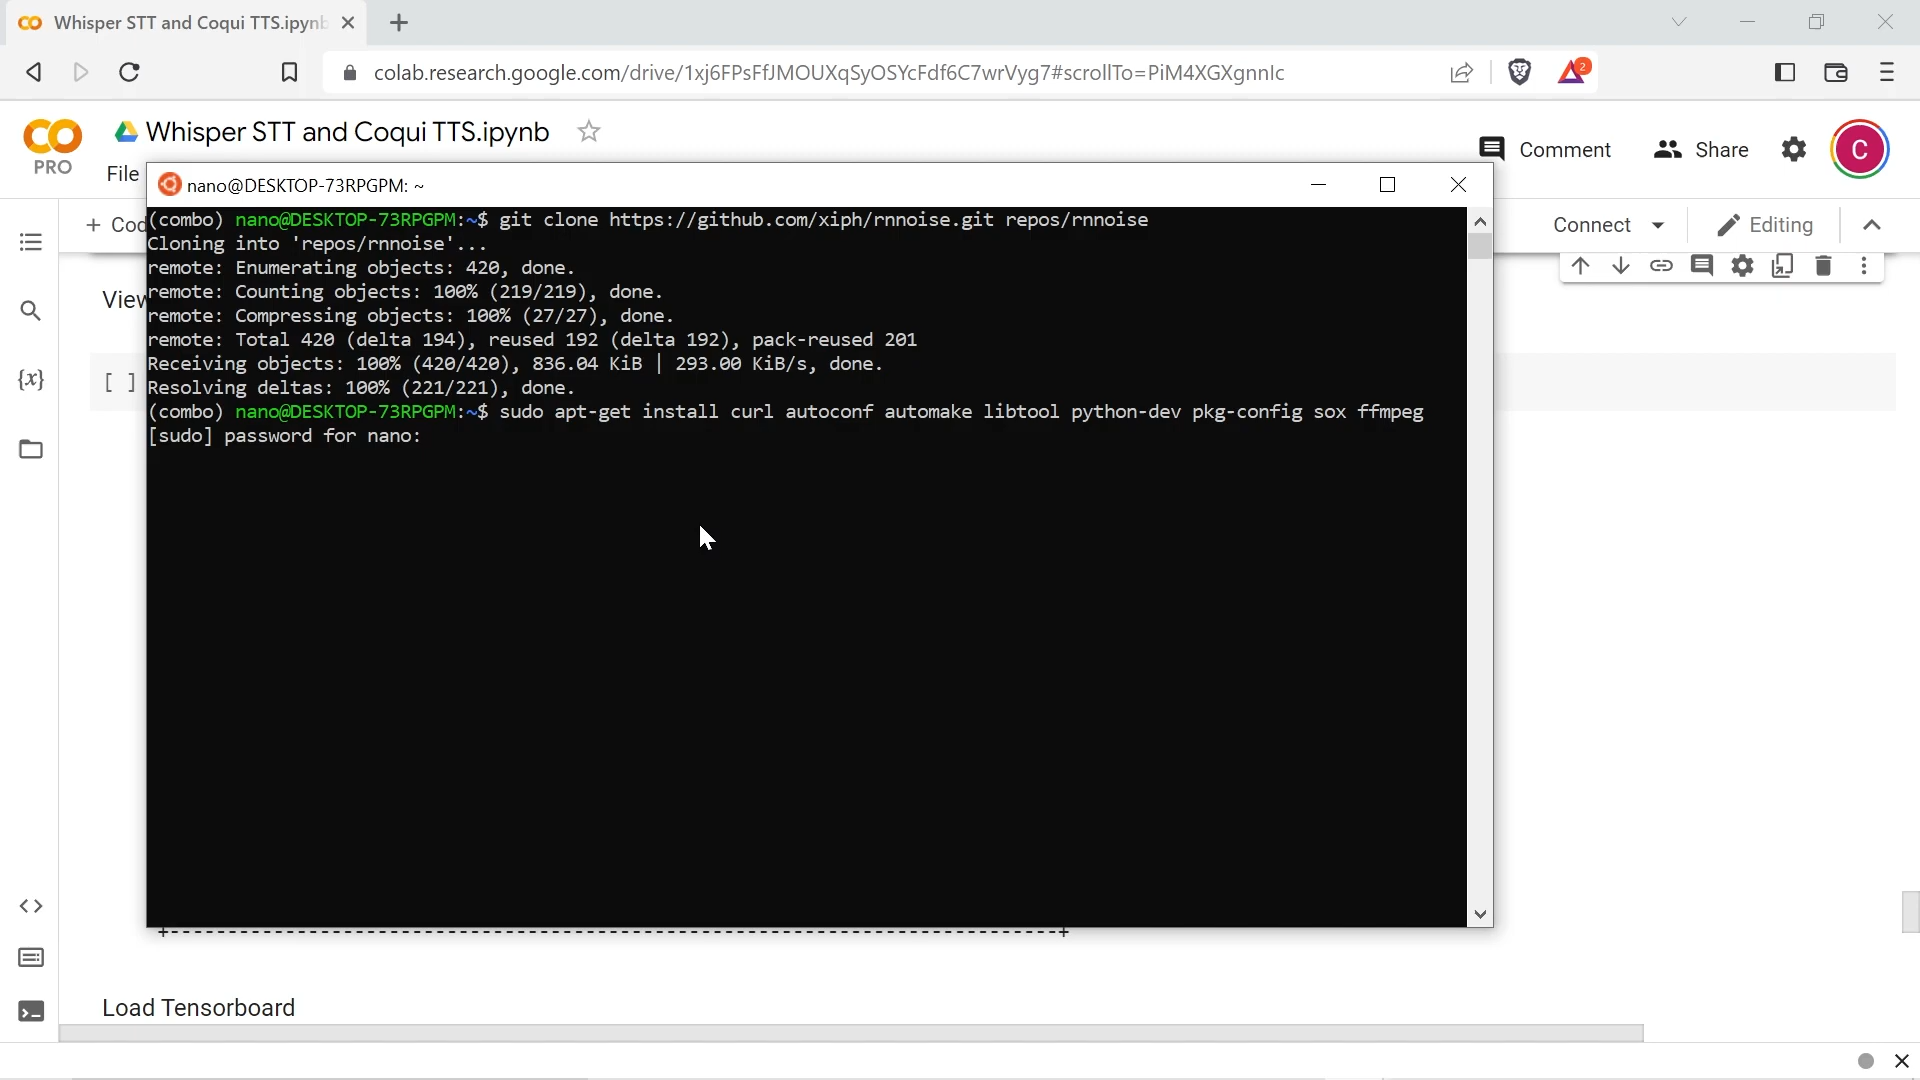 Whisper STT and Coqui TTS.ipynb
colab.research.google.com/drive/1xj6FPsFfJMOUXqSyOSYcFdf6C7wrVyg7#scrollTo=PiM4XGXgnnlc
2
PRO
Whisper STT and Coqui TTS.ipynb
File
Comment
Share
C
nano@DESKTOP-73RPGPM: ~
+ Cod
Connect
Editing
View
[ ]
{x}
(combo) nano@DESKTOP-73RPGPM:~$ git clone https://github.com/xiph/rnnoise.git repos/rnnoise
Cloning into 'repos/rnnoise'...
remote: Enumerating objects: 420, done.
remote: Counting objects: 100% (219/219), done.
remote: Compressing objects: 100% (27/27), done.
remote: Total 420 (delta 194), reused 192 (delta 192), pack-reused 201
Receiving objects: 100% (420/420), 836.04 KiB | 293.00 KiB/s, done.
Resolving deltas: 100% (221/221), done.
(combo) nano@DESKTOP-73RPGPM:~$ sudo apt-get install curl autoconf automake libtool python-dev pkg-config sox ffmpeg
[sudo] password for nano:
+-----------------------------------------------------------------------------+
Load Tensorboard